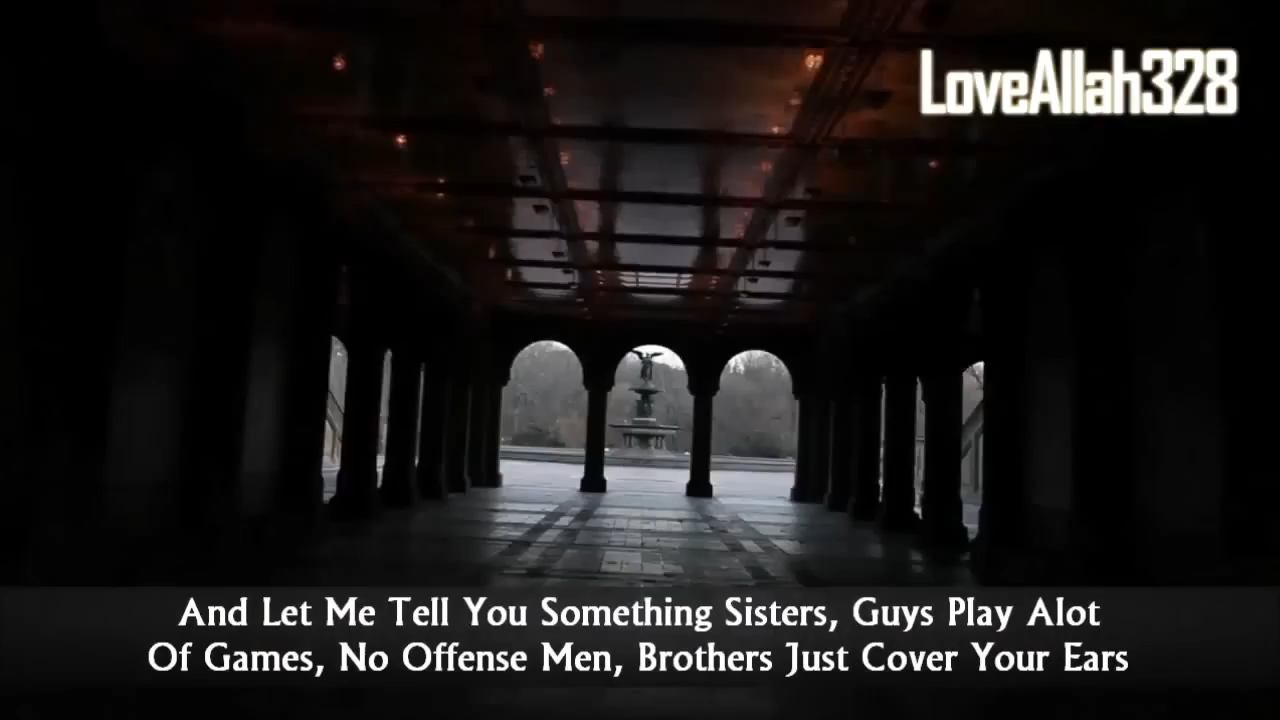 LoveAllah328
And Let Me Tell You Something Sisters, Guys Play Alot
Of Games, No Offense Men, Brothers Just Cover Your Ears